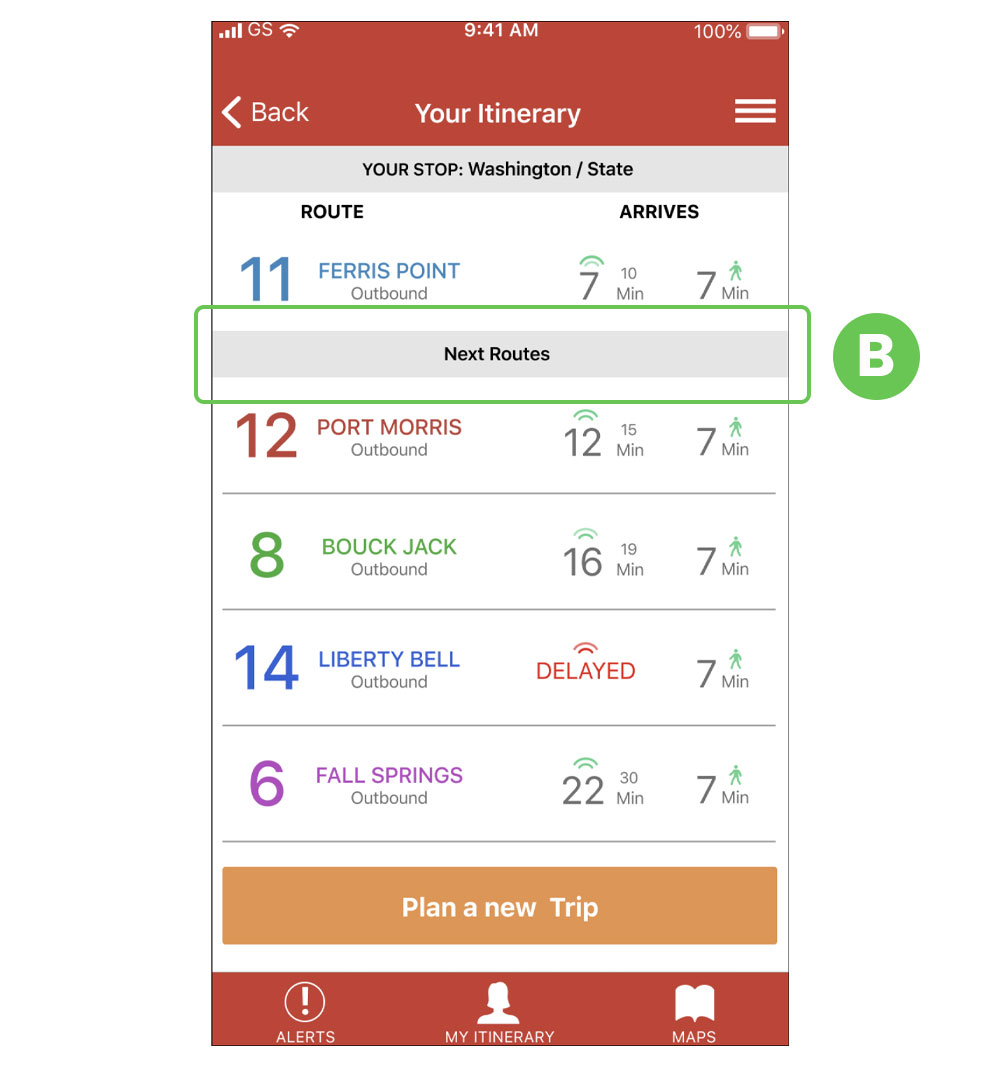 GS 9:41 AM 100%
Back Your Itinerary
YOUR STOP: Washington / State
ROUTE ARRIVES
11 FERRIS POINT 7 10 7
Outbound Min Min
Next Routes B
12 PORT MORRIS 12 15 7
Outbound Min Min
8 BOUCK JACK 16 19 7
Outbound Min Min
14 LIBERTY BELL DELAYED 7
Outbound Min
6 FALL SPRINGS 22 30 7
Outbound Min Min
Plan a new Trip
ALERTS MY ITINERARY MAPS